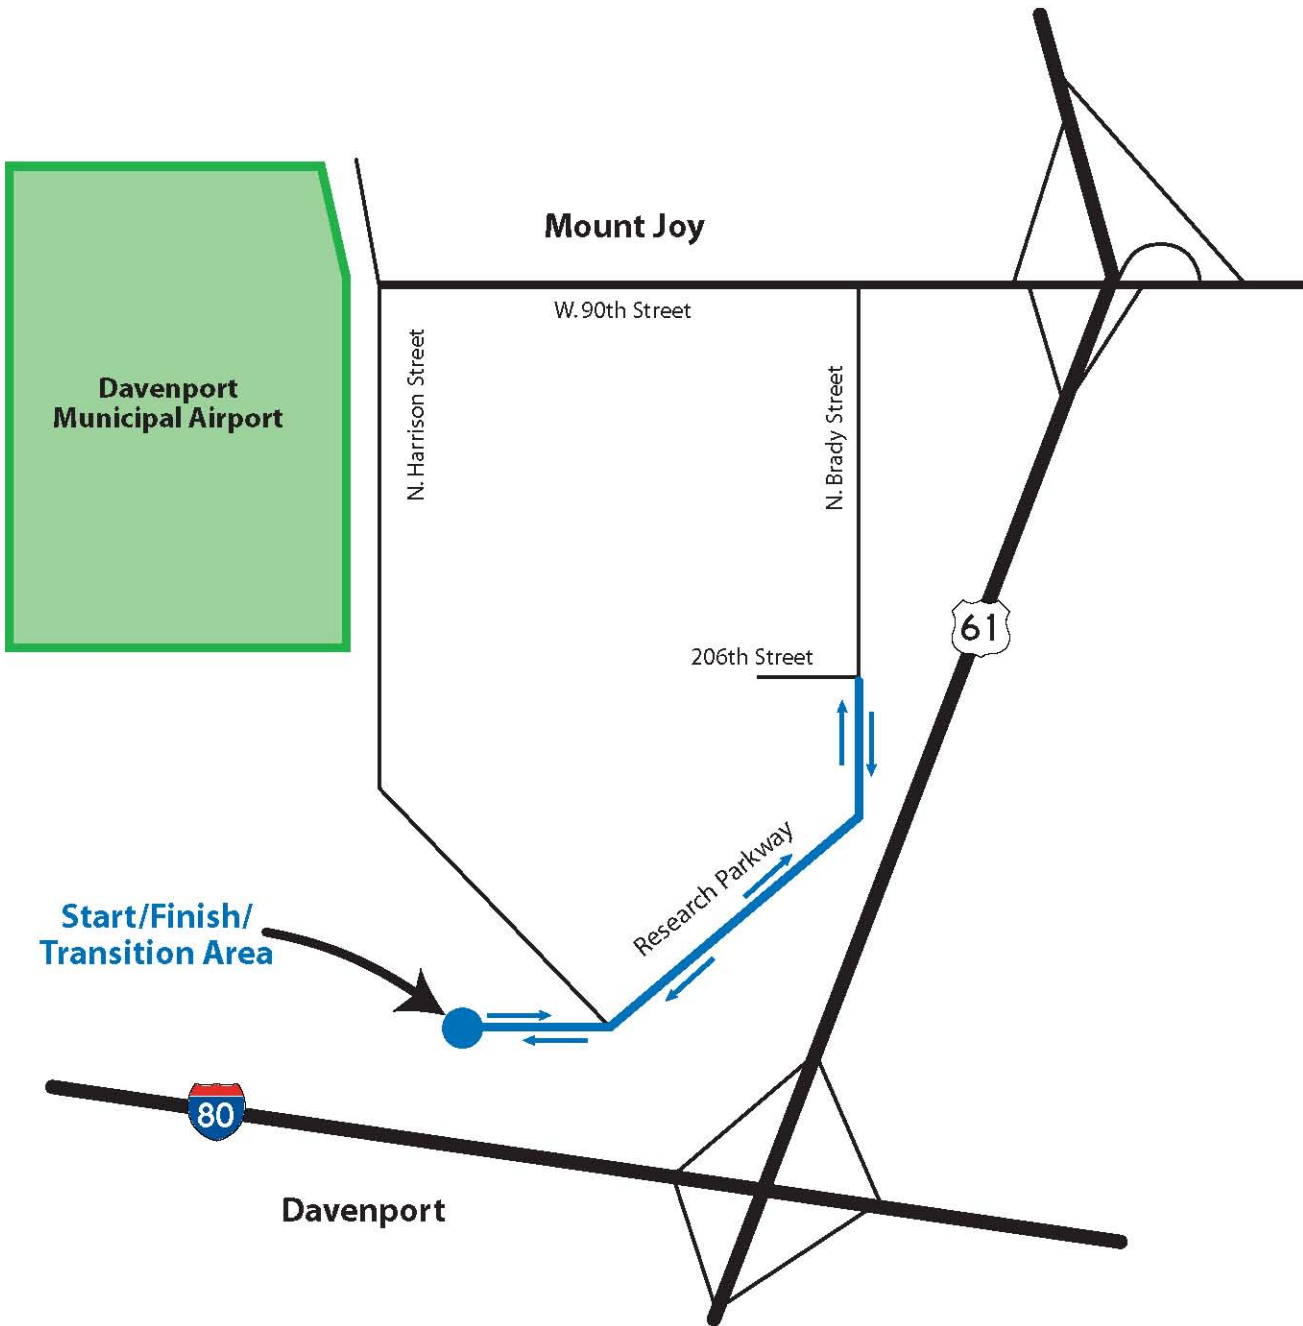 Mount Joy
W. 90th Street
Davenport
Municipal Airport
N. Harrison Street
N. Brady Street
61
206th Street
Research Parkway
Start/Finish/
Transition Area
80
Davenport